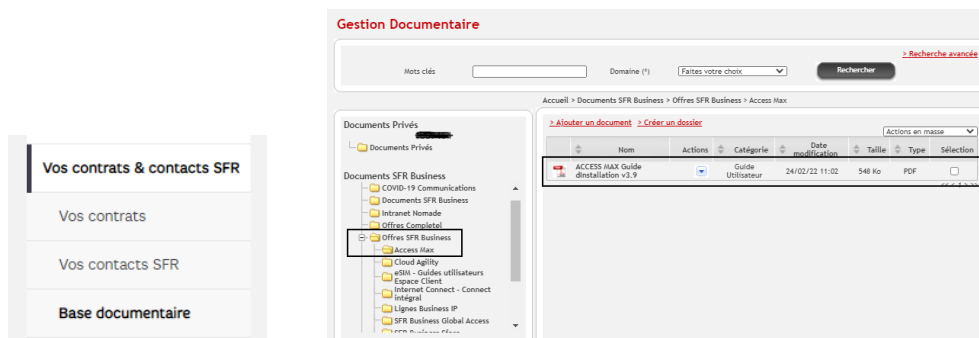 Vos contrats & contacts SFR
Vos contrats
Vos contacts SFR
Base documentaire
Gestion Documentaire
> Recherche avancée
Mots clés
Domaine (*)
Faites votre choix
Rechercher
Accueil > Documents SFR Business > Offres SFR Business > Access Max
Documents Privés
Documents Privés
Documents SFR Business
COVID-19 Communications
Documents SFR Business
Intranet Nomade
Offres Completel
Offres SFR Business
Access Max
Cloud Agility
eSIM - Guides utilisateurs
Espace Client
Internet Connect - Connect
intégral
Lignes Business IP
SFR Business Global Access
> Ajouter un document > Créer un dossier
Actions en masse
Nom Actions Catégorie Date modification Taille Type Sélection
ACCESS MAX Guide
dinstallation v3.9
Guide
Utilisateur
24/02/22 11:02 548 Ko PDF